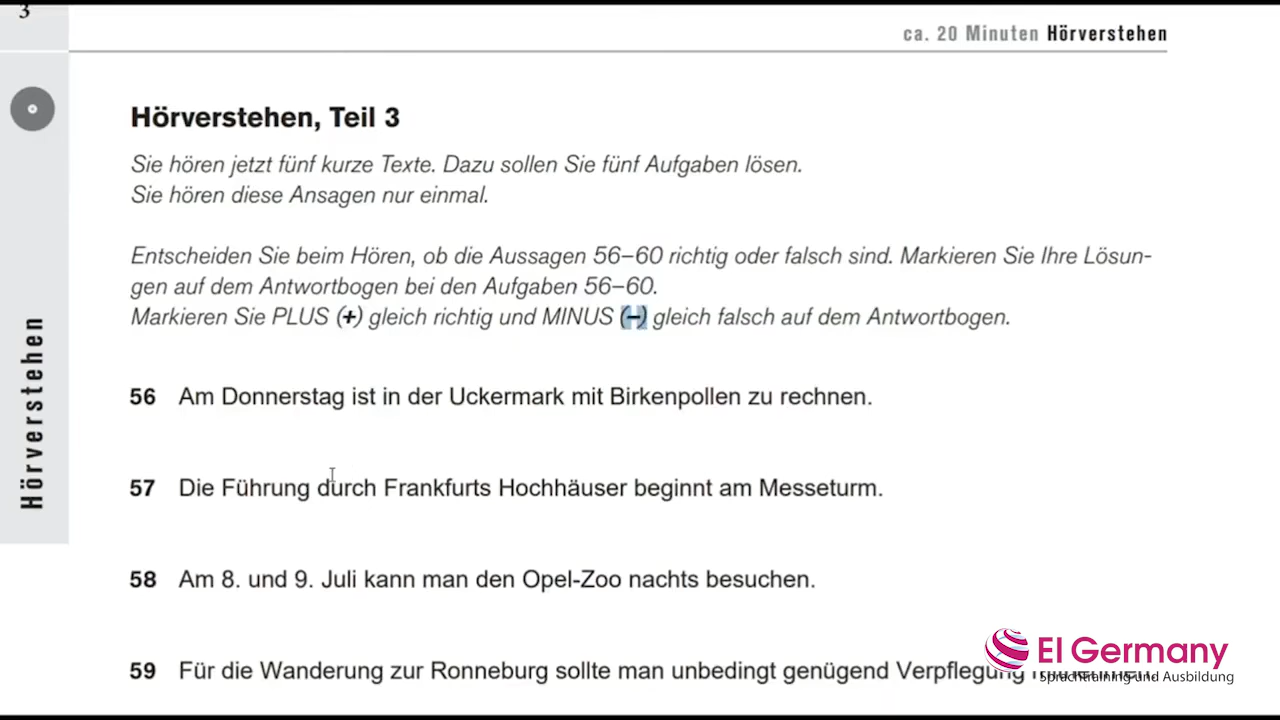 3
ca. 20 Minuten Hörverstehen
Hörverstehen, Teil 3
Sie hören jetzt fünf kurze Texte. Dazu sollen Sie fünf Aufgaben lösen.
Sie hören diese Ansagen nur einmal.
Entscheiden Sie beim Hören, ob die Aussagen 56–60 richtig oder falsch sind. Markieren Sie Ihre Lösun-
gen auf dem Antwortbogen bei den Aufgaben 56–60.
Markieren Sie PLUS (+) gleich richtig und MINUS (–) gleich falsch auf dem Antwortbogen.
Hörverstehen
56 Am Donnerstag ist in der Uckermark mit Birkenpollen zu rechnen.
57 Die Führung durch Frankfurts Hochhäuser beginnt am Messeturm.
58 Am 8. und 9. Juli kann man den Opel-Zoo nachts besuchen.
59 Für die Wanderung zur Ronneburg sollte man unbedingt genügend Verpflegung
EI Germany
Sprachtraining und Ausbildung